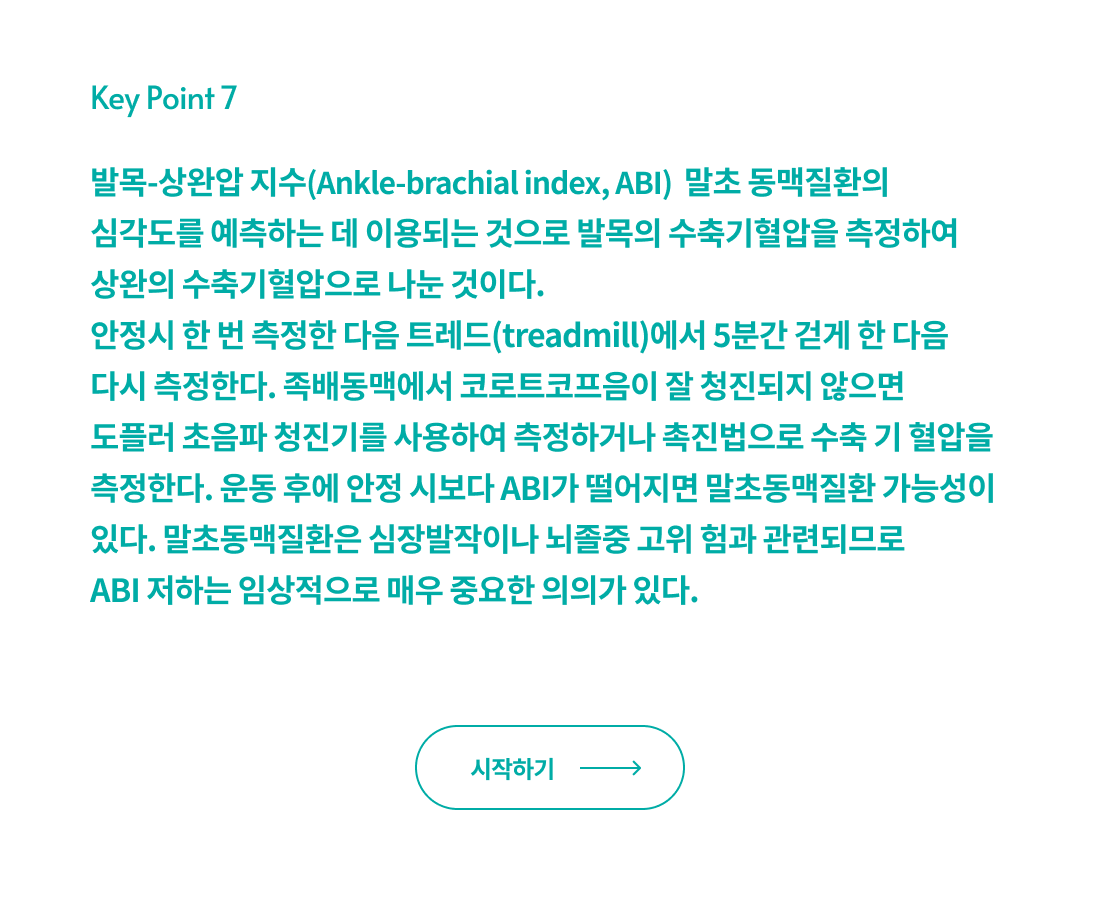 Key Point 7
발목-상완압 지수(Ankle-brachial index, ABI)  말초 동맥질환의
심각도를 예측하는 데 이용되는 것으로 발목의 수축기혈압을 측정하여
상완의 수축기혈압으로 나눈 것이다.
안정시 한 번 측정한 다음 트레드(treadmill)에서 5분간 걷게 한 다음
다시 측정한다. 족배동맥에서 코로트코프음이 잘 청진되지 않으면
도플러 초음파 청진기를 사용하여 측정하거나 촉진법으로 수축 기 혈압을
측정한다. 운동 후에 안정 시보다 ABI가 떨어지면 말초동맥질환 가능성이
있다. 말초동맥질환은 심장발작이나 뇌졸중 고위 험과 관련되므로
ABI 저하는 임상적으로 매우 중요한 의의가 있다.
시작하기